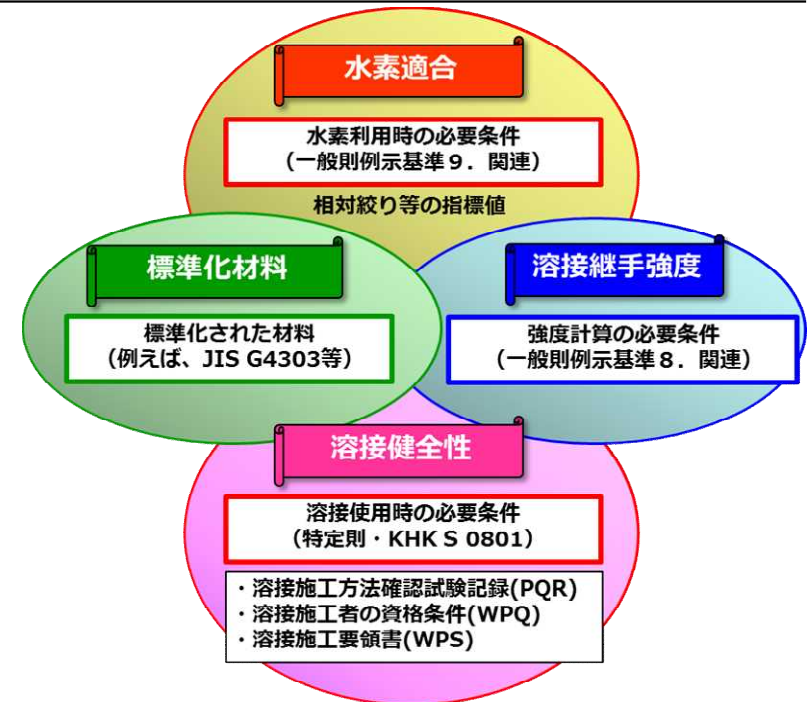 水素適合
水素利用時の必要条件
（一般則例示基準９．関連）
相対絞り等の指標値
標準化材料
標準化された材料
（例えば、JIS G4303等）
溶接継手強度
強度計算の必要条件
（一般則例示基準８．関連）
溶接健全性
溶接使用時の必要条件
（特定則・KHK S 0801）
・溶接施工方法確認試験記録(PQR)
・溶接施工者の資格条件(WPQ)
・溶接施工要領書(WPS)